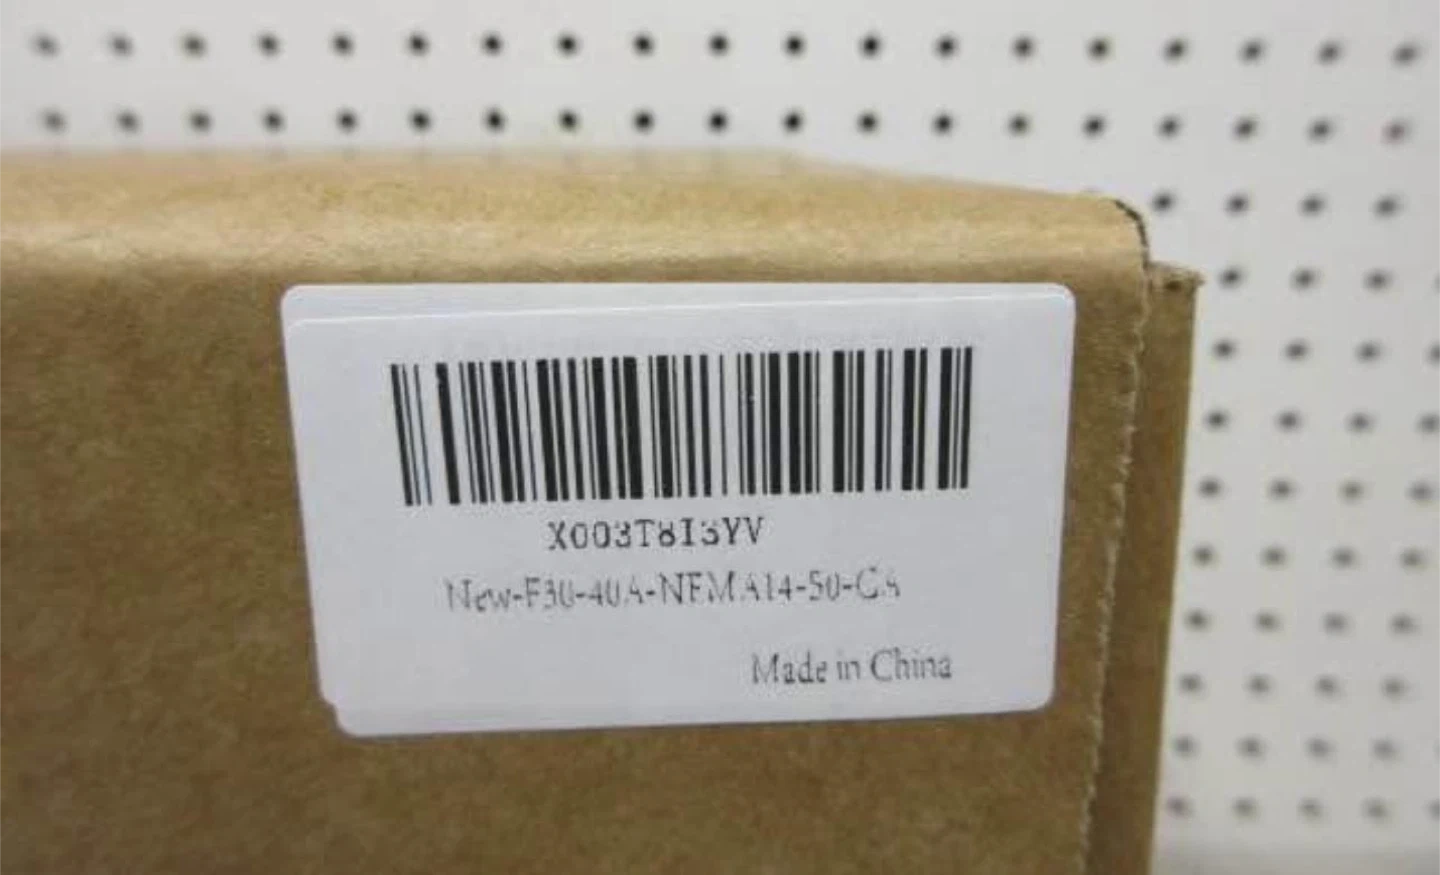 X003T8I3YV
New-F30-40A-NEMA14-50-CA
Made in China